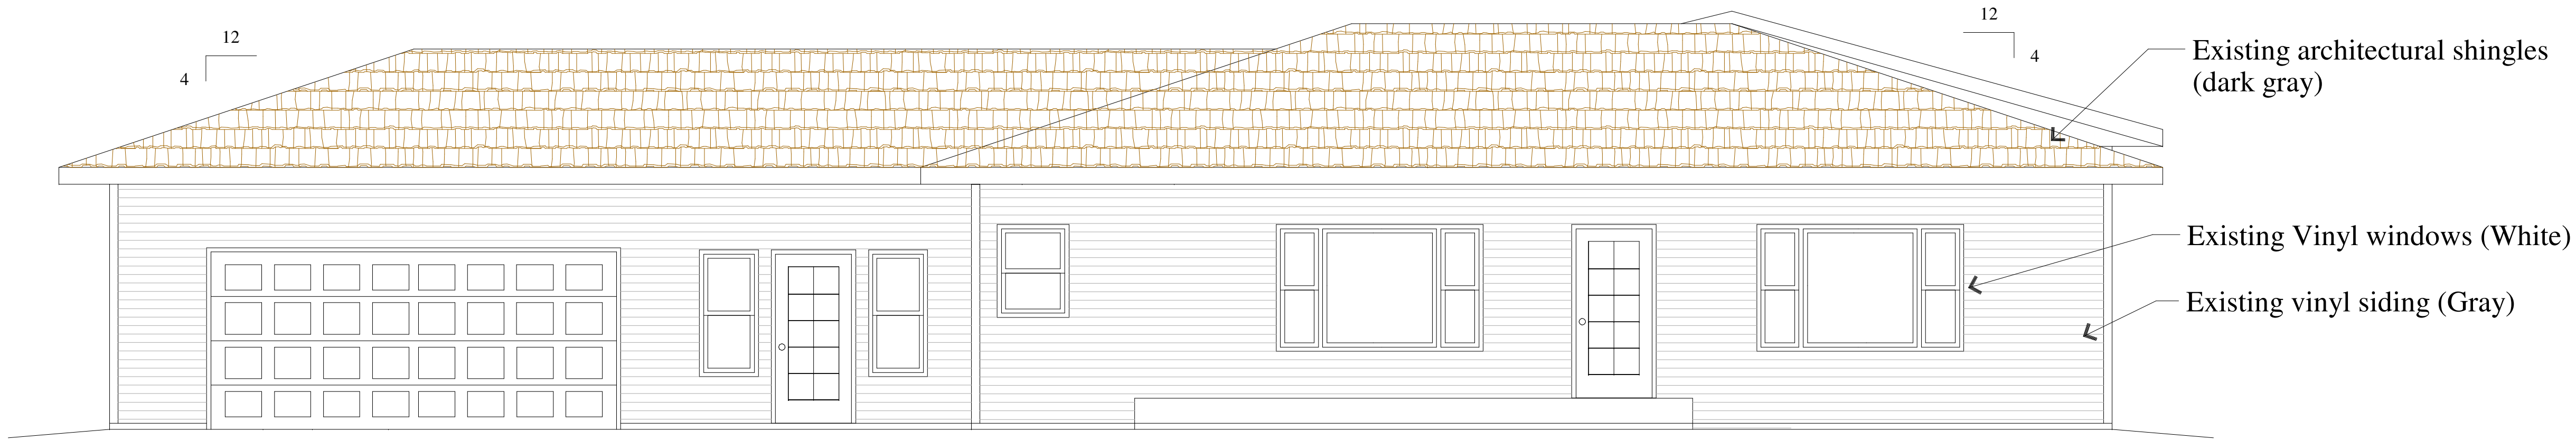 12
4
12
4
Existing architectural shingles
(dark gray)
Existing Vinyl windows (White)
Existing vinyl siding (Gray)